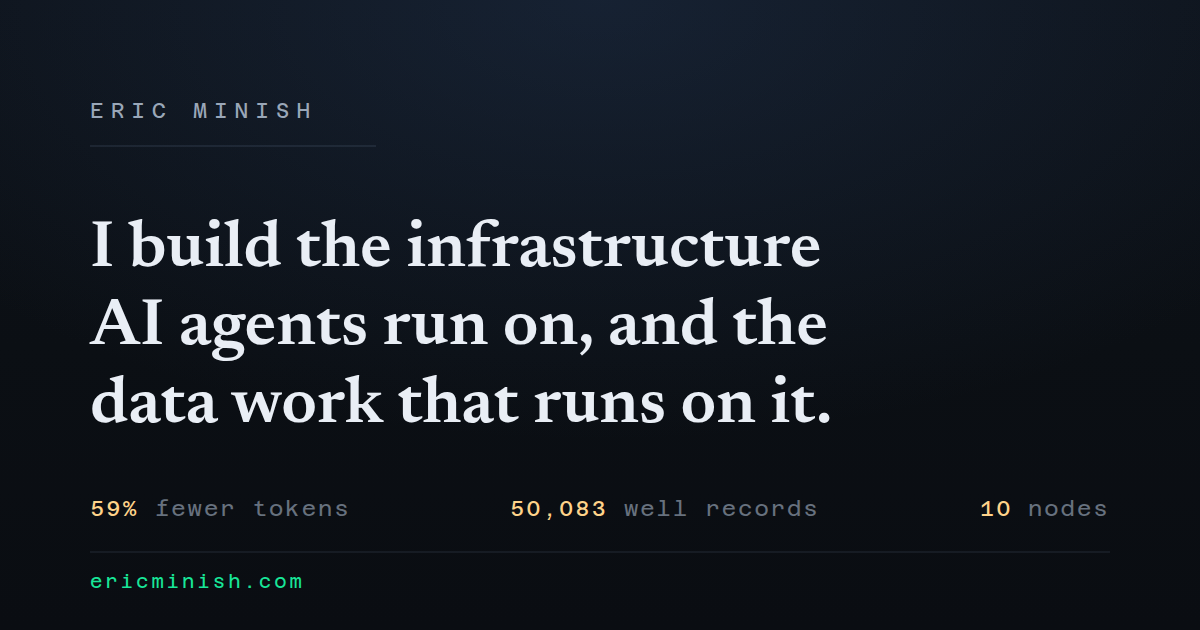 ERIC MINISH
I build the infrastructure
AI agents run on, and the
data work that runs on it.
59% fewer tokens 50,083 well records 10 nodes
ericminish.com